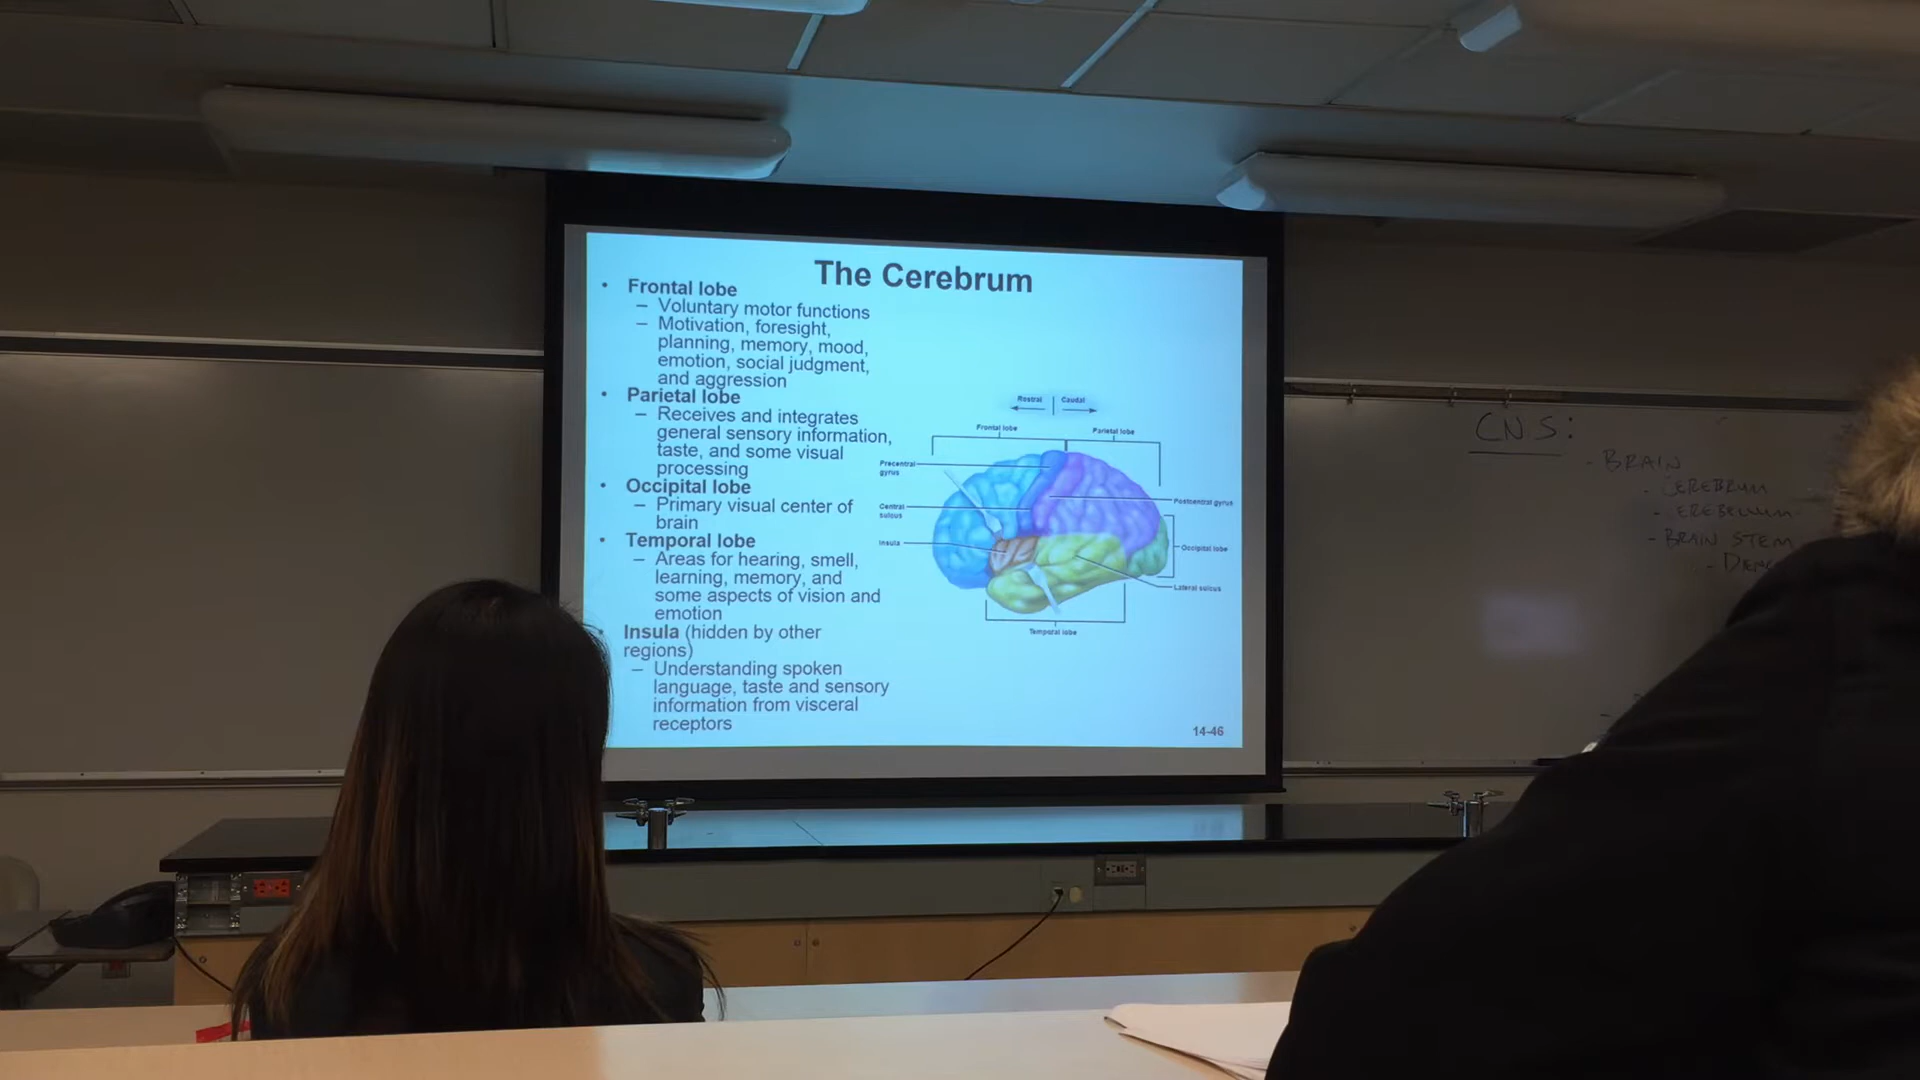 The Cerebrum
• Frontal lobe
– Voluntary motor functions
– Motivation, foresight,
planning, memory, mood,
emotion, social judgment,
and aggression
• Parietal lobe
– Receives and integrates
general sensory information,
taste, and some visual
processing
• Occipital lobe
– Primary visual center of
brain
• Temporal lobe
– Areas for hearing, smell,
learning, memory, and
some aspects of vision and
emotion
• Insula (hidden by other
regions)
– Understanding spoken
language, taste and sensory
information from visceral
receptors
Rostral
Caudal
Frontal lobe
Parietal lobe
Precentral
gyrus
Central
sulcus
Insula
Postcentral gyrus
Occipital lobe
Lateral sulcus
Temporal lobe
14-46
CNS:
- BRAIN
- CEREBRUM
- CEREBELLUM
- BRAIN STEM